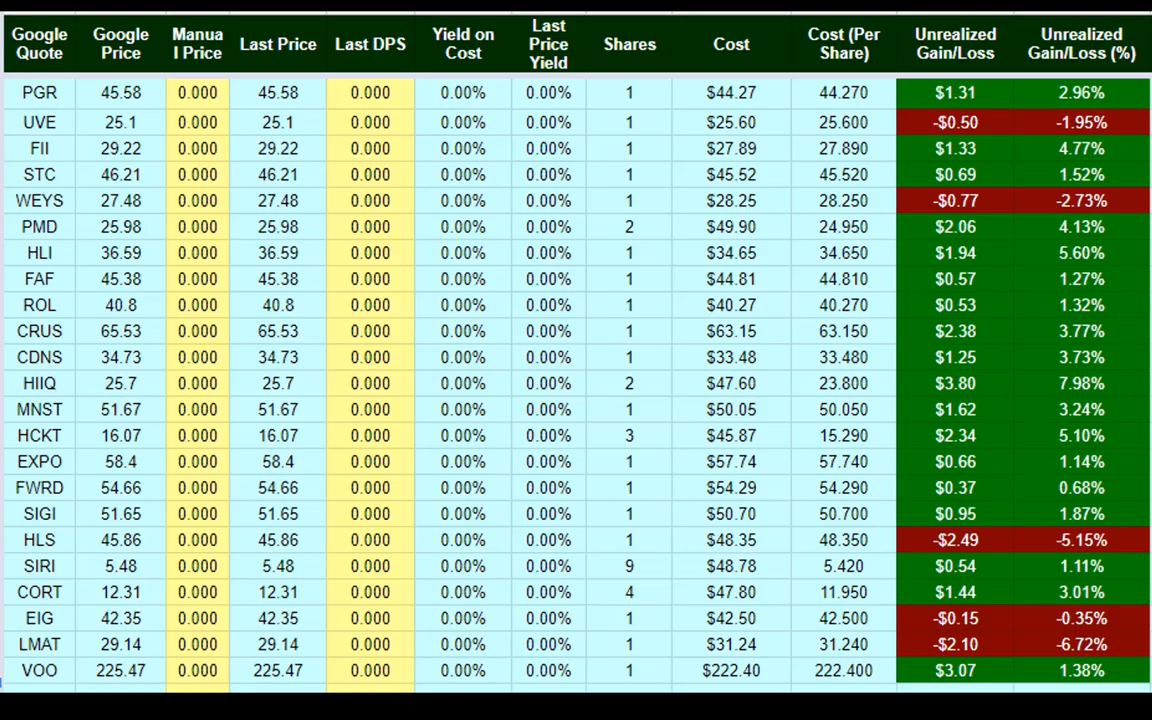 Google Quote Google Price Manua l Price Last Price Last DPS Yield on Cost Last Price Yield Shares Cost Cost (Per Share) Unrealized Gain/Loss Unrealized Gain/Loss (%)
PGR 45.58 0.000 45.58 0.000 0.00% 0.00% 1 $44.27 44.270 $1.31 2.96%
UVE 25.1 0.000 25.1 0.000 0.00% 0.00% 1 $25.60 25.600 -$0.50 -1.95%
FII 29.22 0.000 29.22 0.000 0.00% 0.00% 1 $27.89 27.890 $1.33 4.77%
STC 46.21 0.000 46.21 0.000 0.00% 0.00% 1 $45.52 45.520 $0.69 1.52%
WEYS 27.48 0.000 27.48 0.000 0.00% 0.00% 1 $28.25 28.250 -$0.77 -2.73%
PMD 25.98 0.000 25.98 0.000 0.00% 0.00% 2 $49.90 24.950 $2.06 4.13%
HLI 36.59 0.000 36.59 0.000 0.00% 0.00% 1 $34.65 34.650 $1.94 5.60%
FAF 45.38 0.000 45.38 0.000 0.00% 0.00% 1 $44.81 44.810 $0.57 1.27%
ROL 40.8 0.000 40.8 0.000 0.00% 0.00% 1 $40.27 40.270 $0.53 1.32%
CRUS 65.53 0.000 65.53 0.000 0.00% 0.00% 1 $63.15 63.150 $2.38 3.77%
CDNS 34.73 0.000 34.73 0.000 0.00% 0.00% 1 $33.48 33.480 $1.25 3.73%
HIIQ 25.7 0.000 25.7 0.000 0.00% 0.00% 2 $47.60 23.800 $3.80 7.98%
MNST 51.67 0.000 51.67 0.000 0.00% 0.00% 1 $50.05 50.050 $1.62 3.24%
HCKT 16.07 0.000 16.07 0.000 0.00% 0.00% 3 $45.87 15.290 $2.34 5.10%
EXPO 58.4 0.000 58.4 0.000 0.00% 0.00% 1 $57.74 57.740 $0.66 1.14%
FWRD 54.66 0.000 54.66 0.000 0.00% 0.00% 1 $54.29 54.290 $0.37 0.68%
SIGI 51.65 0.000 51.65 0.000 0.00% 0.00% 1 $50.70 50.700 $0.95 1.87%
HLS 45.86 0.000 45.86 0.000 0.00% 0.00% 1 $48.35 48.350 -$2.49 -5.15%
SIRI 5.48 0.000 5.48 0.000 0.00% 0.00% 9 $48.78 5.420 $0.54 1.11%
CORT 12.31 0.000 12.31 0.000 0.00% 0.00% 4 $47.80 11.950 $1.44 3.01%
EIG 42.35 0.000 42.35 0.000 0.00% 0.00% 1 $42.50 42.500 -$0.15 -0.35%
LMAT 29.14 0.000 29.14 0.000 0.00% 0.00% 1 $31.24 31.240 -$2.10 -6.72%
VOO 225.47 0.000 225.47 0.000 0.00% 0.00% 1 $222.40 222.400 $3.07 1.38%